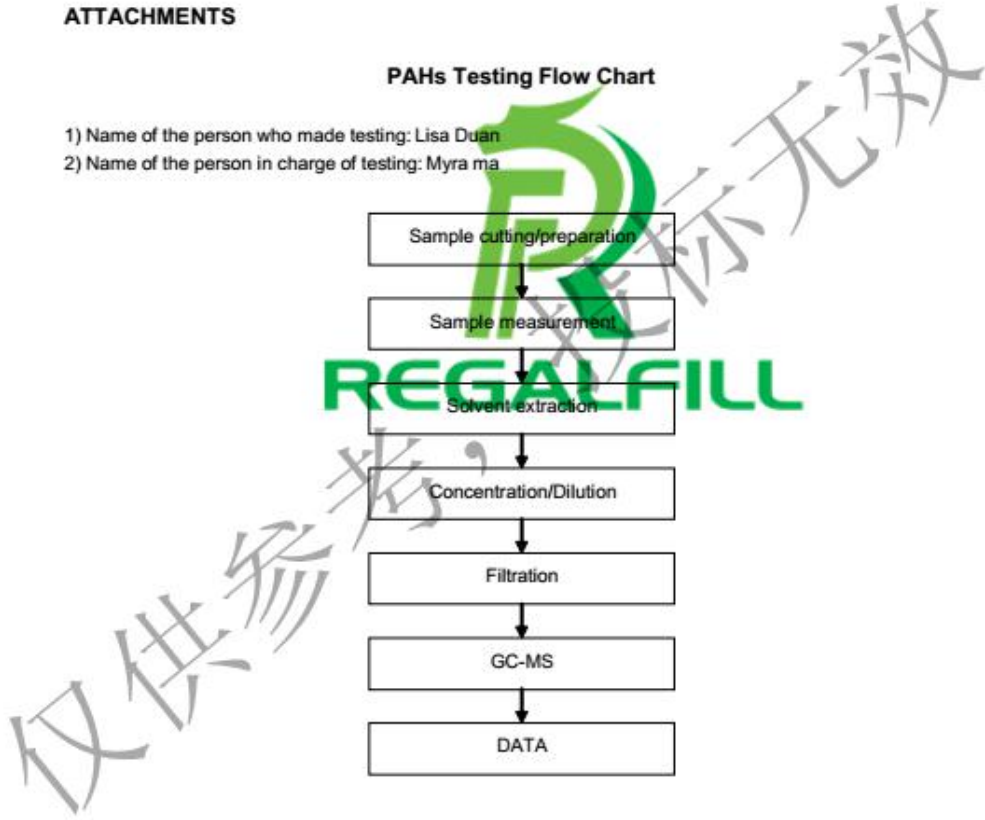 ATTACHMENTS
PAHs Testing Flow Chart
1) Name of the person who made testing: Lisa Duan
2) Name of the person in charge of testing: Myra ma
Sample cutting/preparation
Sample measurement
REGALFILL
Solvent extraction
Concentration/Dilution
Filtration
GC-MS
DATA
仅供参考，投标无效